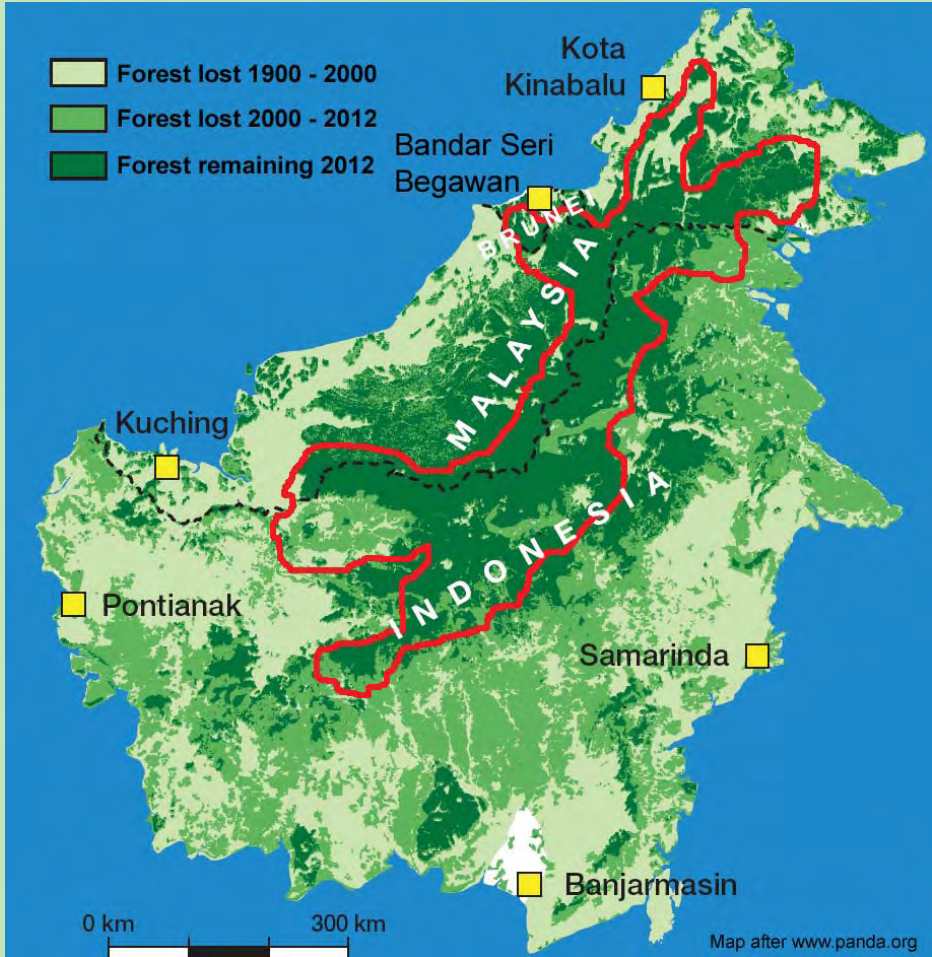 Forest lost 1900 - 2000
Forest lost 2000 - 2012
Forest remaining 2012
Kota
Kinabalu
Bandar Seri
Begawan
BRUNEI
MALAYSIA
Kuching
INDONESIA
Pontianak
Samarinda
Banjarmasin
0 km 300 km
Map after www.panda.org